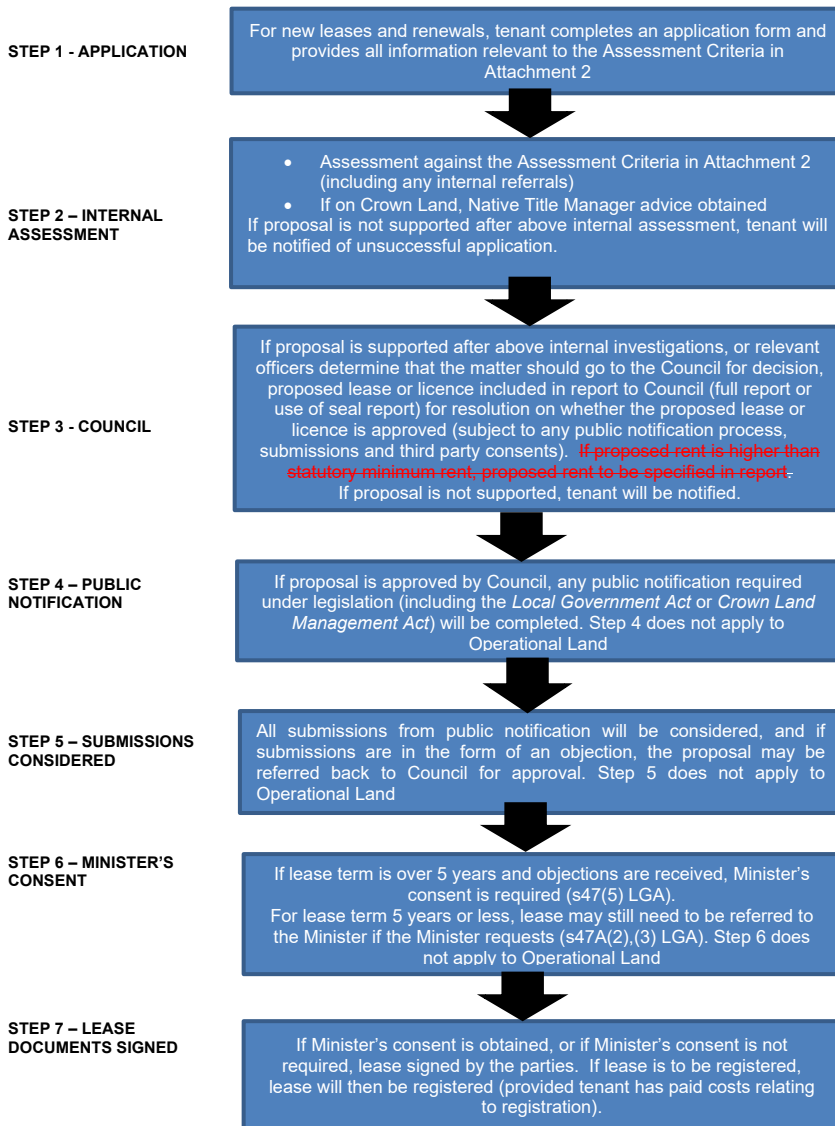 STEP 1 - APPLICATION
For new leases and renewals, tenant completes an application form and
provides all information relevant to the Assessment Criteria in
Attachment 2
STEP 2 – INTERNAL
ASSESSMENT
• Assessment against the Assessment Criteria in Attachment 2
(including any internal referrals)
• If on Crown Land, Native Title Manager advice obtained
If proposal is not supported after above internal assessment, tenant will
be notified of unsuccessful application.
STEP 3 - COUNCIL
If proposal is supported after above internal investigations, or relevant
officers determine that the matter should go to the Council for decision,
proposed lease or licence included in report to Council (full report or
use of seal report) for resolution on whether the proposed lease or
licence is approved (subject to any public notification process,
submissions and third party consents). If proposed rent is higher than
statutory minimum rent, proposed rent to be specified in report.
If proposal is not supported, tenant will be notified.
STEP 4 – PUBLIC
NOTIFICATION
If proposal is approved by Council, any public notification required
under legislation (including the Local Government Act or Crown Land
Management Act) will be completed. Step 4 does not apply to
Operational Land
STEP 5 – SUBMISSIONS
CONSIDERED
All submissions from public notification will be considered, and if
submissions are in the form of an objection, the proposal may be
referred back to Council for approval. Step 5 does not apply to
Operational Land
STEP 6 – MINISTER'S
CONSENT
If lease term is over 5 years and objections are received, Minister's
consent is required (s47(5) LGA).
For lease term 5 years or less, lease may still need to be referred to
the Minister if the Minister requests (s47A(2),(3) LGA). Step 6 does
not apply to Operational Land
STEP 7 – LEASE
DOCUMENTS SIGNED
If Minister's consent is obtained, or if Minister's consent is not
required, lease signed by the parties. If lease is to be registered,
lease will then be registered (provided tenant has paid costs relating
to registration).